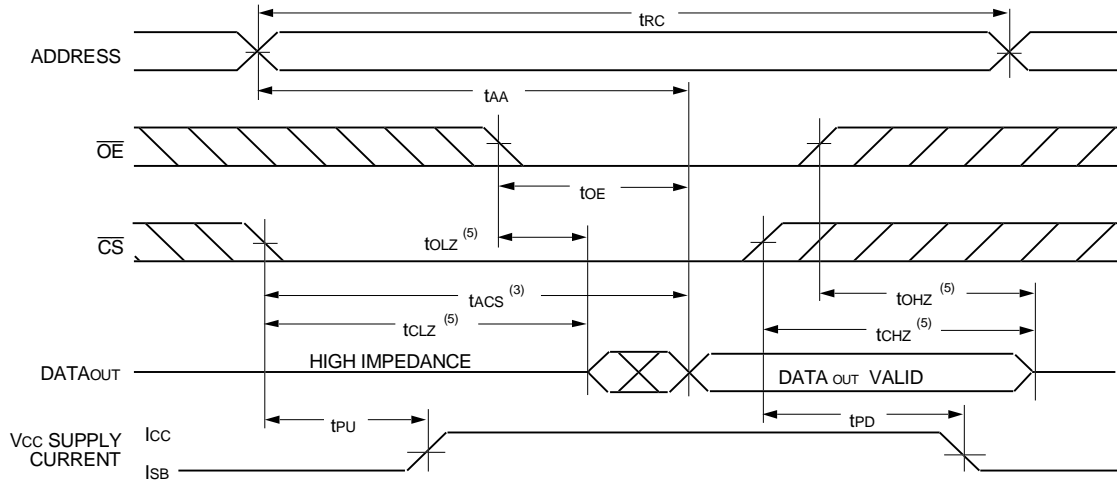 tRC
ADDRESS
tAA
OE
tOE
CS
tOLZ (5)
tACS (3)
tOHZ (5)
tCLZ (5)
tCHZ (5)
HIGH IMPEDANCE
DATAOUT
DATA OUT VALID
tPU
tPD
VCC SUPPLY
CURRENT
ICC
ISB